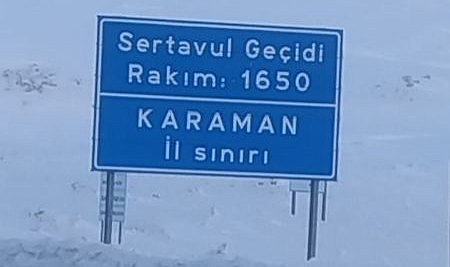 Sertavul Geçidi
Rakım: 1650
KARAMAN
İl sınırı